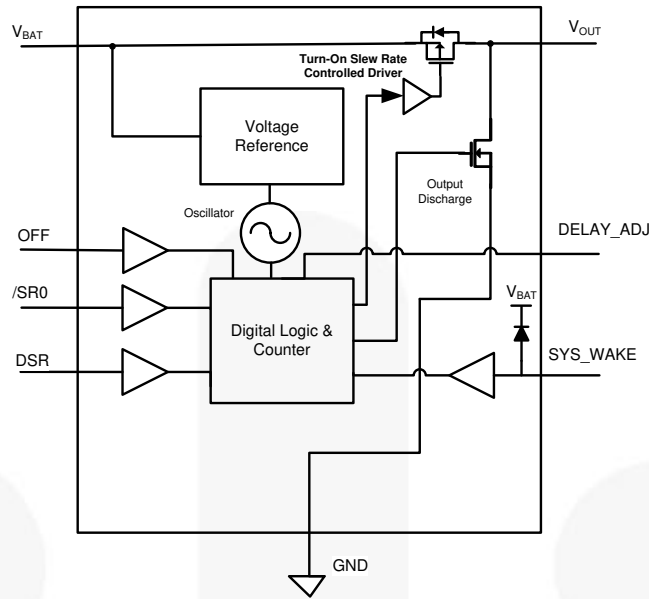 VBAT
VOUT
Turn-On Slew Rate
Controlled Driver
Voltage
Reference
Output
Discharge
Oscillator
OFF
DELAY_ADJ
/SR0
VBAT
Digital Logic &
Counter
DSR
SYS_WAKE
GND